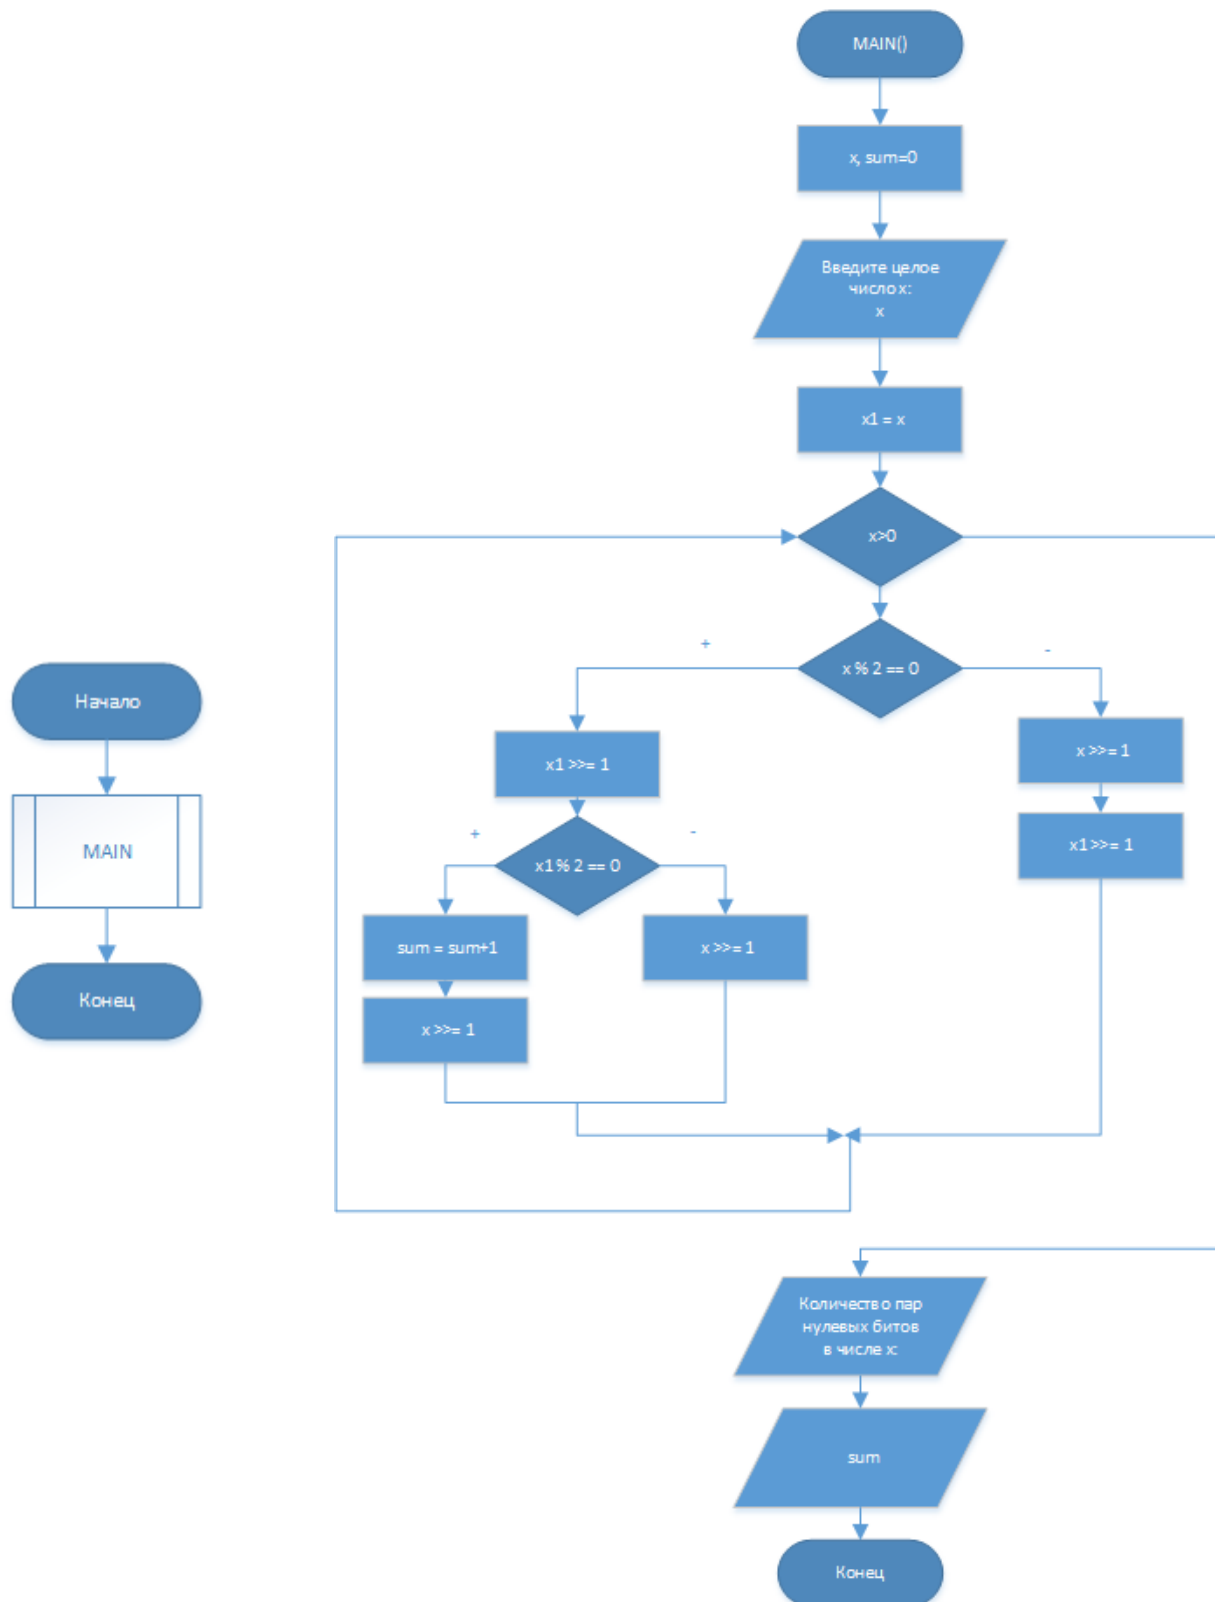 MAIN()
x, sum=0
Введите целое
число x:
x
x1 = x
x>0
x % 2 == 0
+
-
x1 >>= 1
x >>= 1
x1 >>= 1
x1 % 2 == 0
+
-
sum = sum+1
x >>= 1
x >>= 1
Начало
MAIN
Конец
Количество пар
нулевых битов
в числе x:
sum
Конец